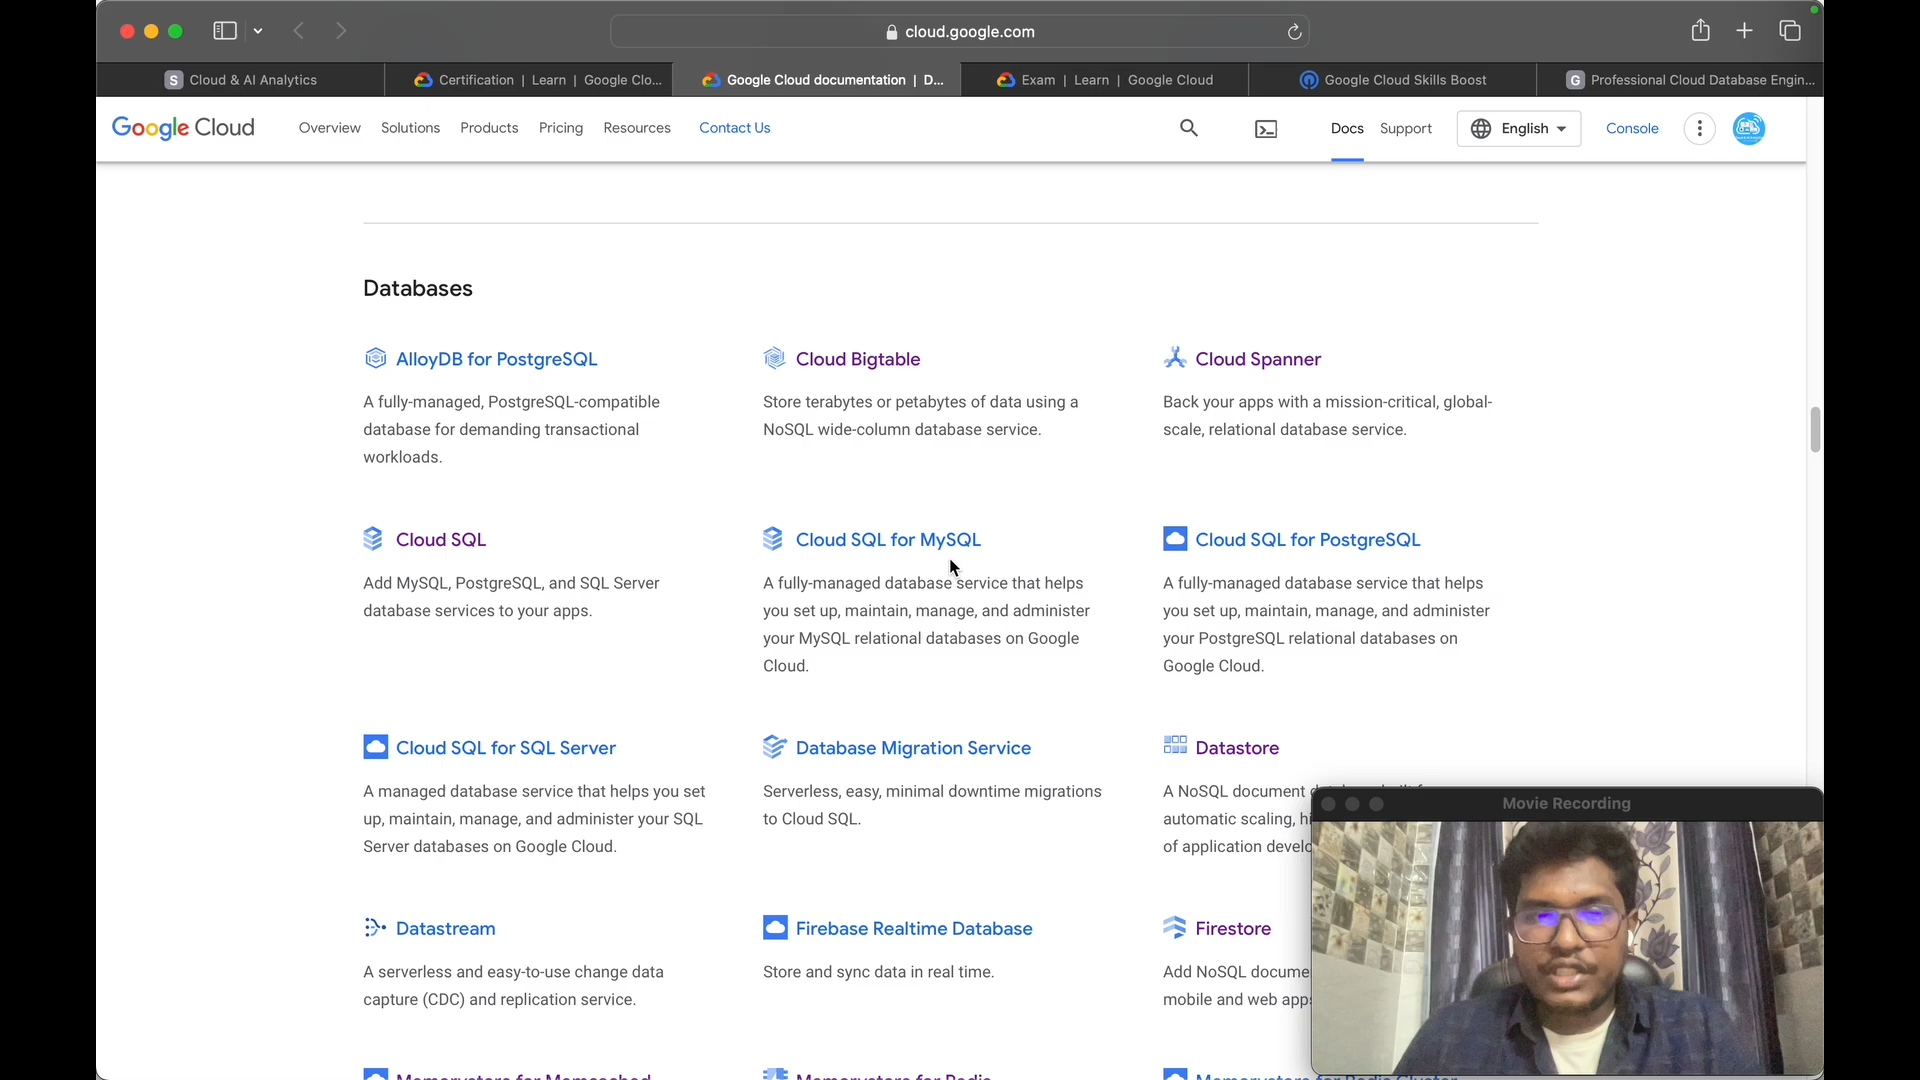 cloud.google.com
S Cloud & AI Analytics
Certification | Learn | Google Clo...
Google Cloud documentation | D...
Exam | Learn | Google Cloud
Google Cloud Skills Boost
G Professional Cloud Database Engin...
Google Cloud
Overview
Solutions
Products
Pricing
Resources
Contact Us
Docs
Support
English
Console
Databases
AlloyDB for PostgreSQL
A fully-managed, PostgreSQL-compatible
database for demanding transactional
workloads.
Cloud Bigtable
Store terabytes or petabytes of data using a
NoSQL wide-column database service.
Cloud Spanner
Back your apps with a mission-critical, global-
scale, relational database service.
Cloud SQL
Add MySQL, PostgreSQL, and SQL Server
database services to your apps.
Cloud SQL for MySQL
A fully-managed database service that helps
you set up, maintain, manage, and administer
your MySQL relational databases on Google
Cloud.
Cloud SQL for PostgreSQL
A fully-managed database service that helps
you set up, maintain, manage, and administer
your PostgreSQL relational databases on
Google Cloud.
Cloud SQL for SQL Server
A managed database service that helps you set
up, maintain, manage, and administer your SQL
Server databases on Google Cloud.
Database Migration Service
Serverless, easy, minimal downtime migrations
to Cloud SQL.
Datastore
A NoSQL document
automatic scaling,
of application
Datastream
A serverless and easy-to-use change data
capture (CDC) and replication service.
Firebase Realtime Database
Store and sync data in real time.
Firestore
Add NoSQL
mobile and web
Memorystore for Memcached
Memorystore for Redis
Memorystore for Redis Cluster
Movie Recording